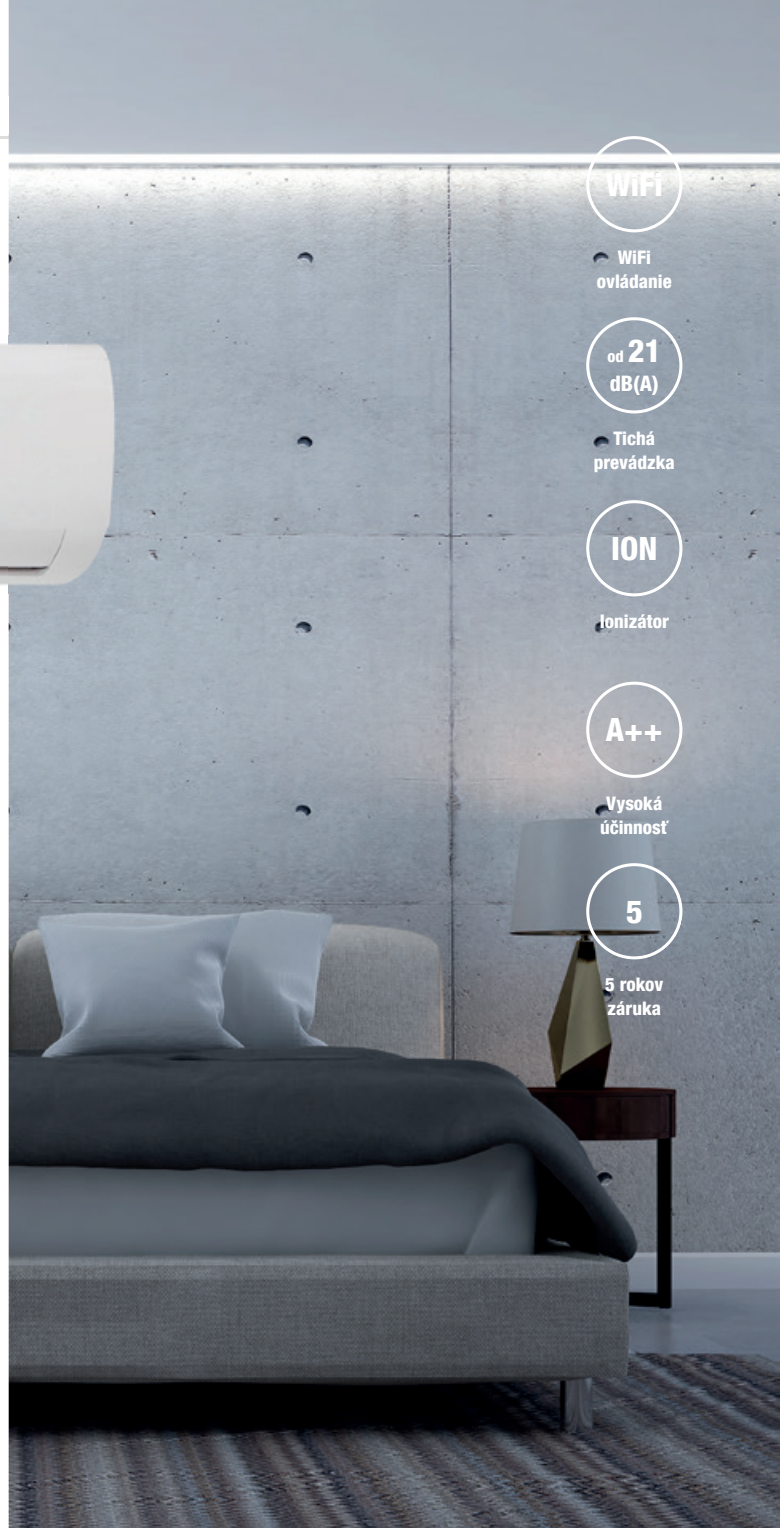 WiFi
WiFi
ovládanie
od 21
dB(A)
Tichá
prevádzka
ION
Ionizátor
A++
Vysoká
účinnosť
5
5 rokov
záruka